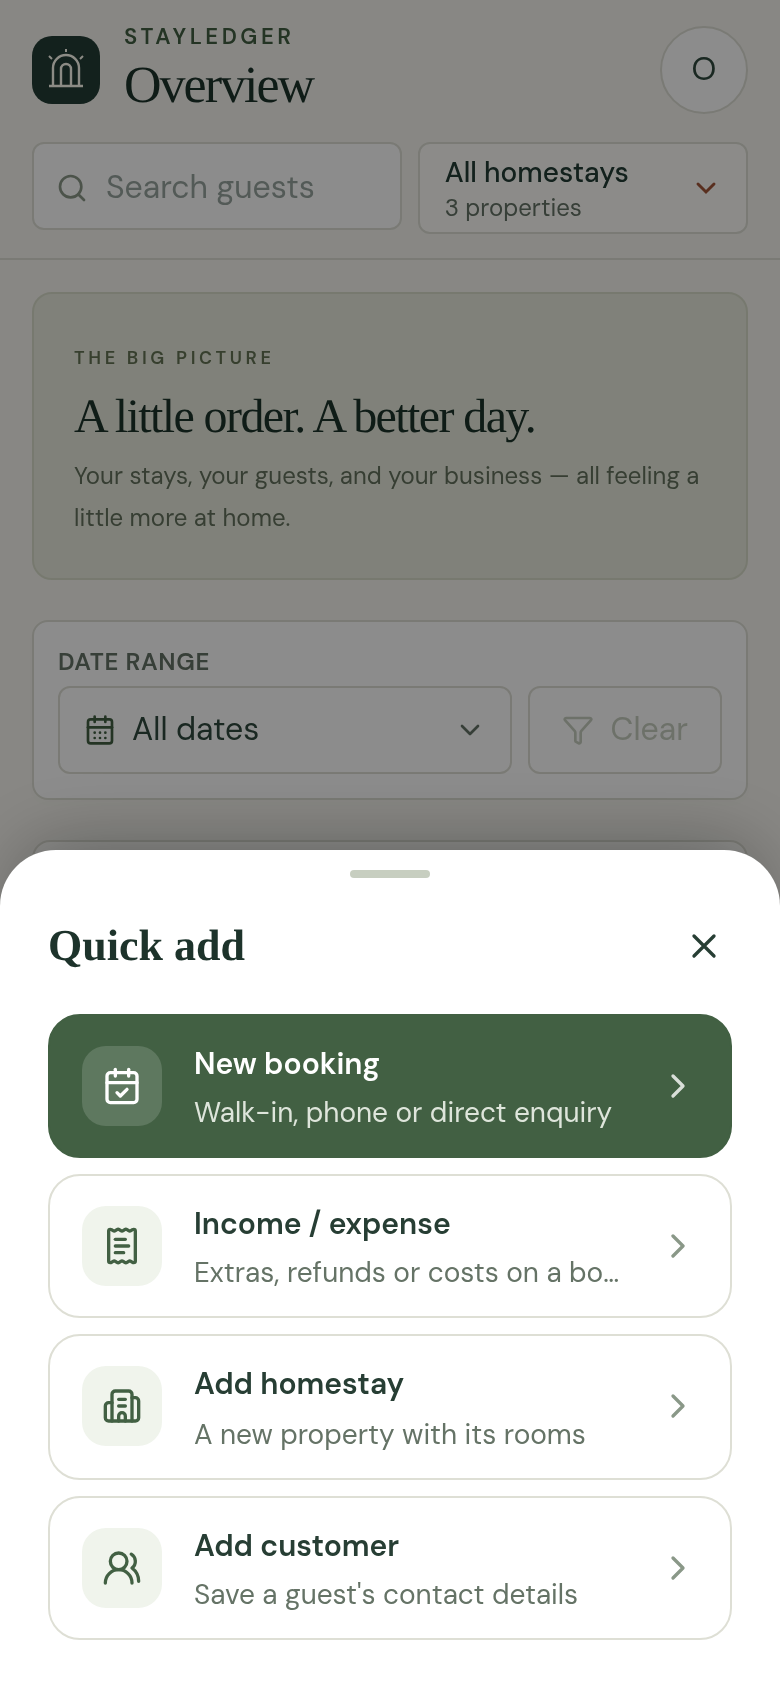 STAYLEDGER
Overview
O
Search guests
All homestays
3 properties
THE BIG PICTURE
A little order. A better day.
Your stays, your guests, and your business — all feeling a
little more at home.
DATE RANGE
All dates
Clear
Quick add
New booking
Walk-in, phone or direct enquiry
Income / expense
Extras, refunds or costs on a bo...
Add homestay
A new property with its rooms
Add customer
Save a guest's contact details